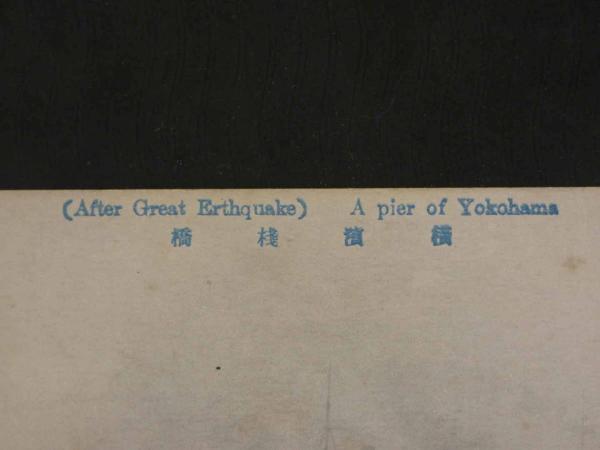 (After Great Erthquake) A pier of Yokohama
橫濱棧橋